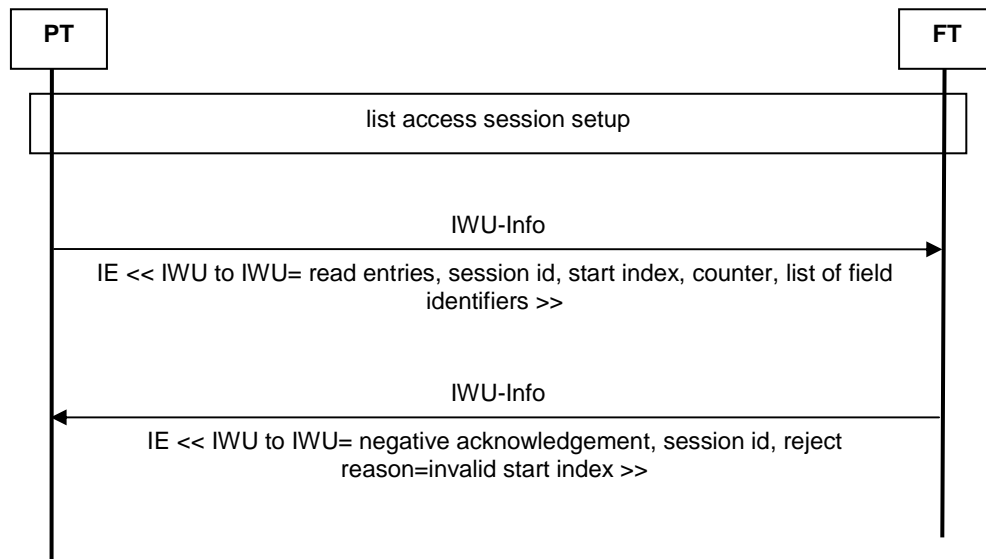 PT
FT
list access session setup
IWU-Info
IE << IWU to IWU= read entries, session id, start index, counter, list of field
identifiers >>
IWU-Info
IE << IWU to IWU= negative acknowledgement, session id, reject
reason=invalid start index >>